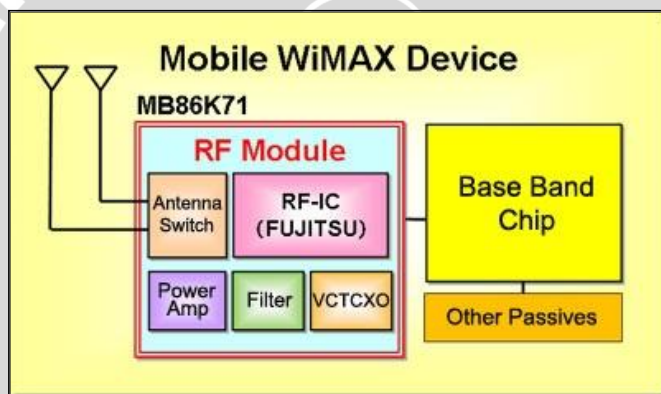 Mobile WiMAX Device
MB86K71
RF Module
Antenna
Switch
RF-IC
(FUJITSU)
Base Band
Chip
Power
Amp
Filter
VCTCXO
Other Passives